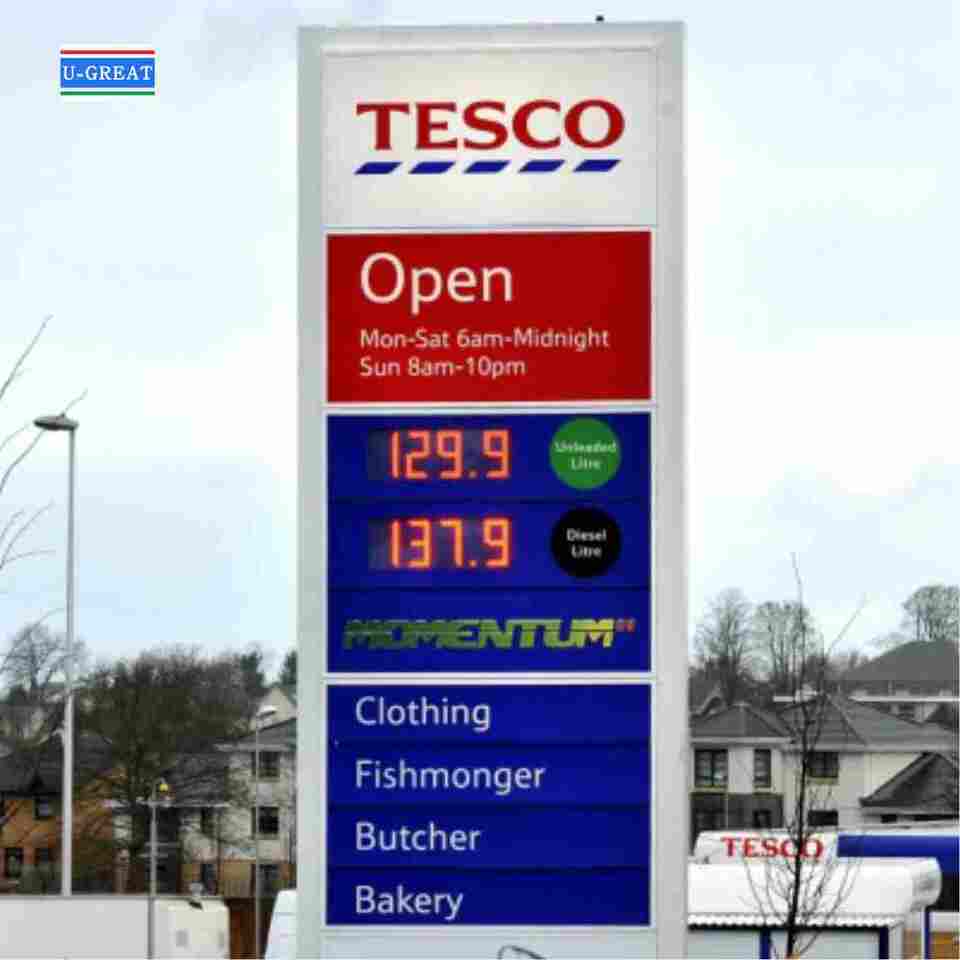 U-GREAT
TESCO
Open
Mon-Sat 6am-Midnight
Sun 8am-10pm
129.9
Unleaded
Litre
137.9
Diesel
Litre
MOMENTUM
Clothing
Fishmonger
Butcher
Bakery
TESCO